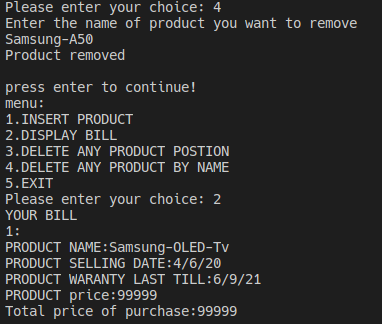 Please enter your choice: 4
Enter the name of product you want to remove
Samsung-A50
Product removed
press enter to continue!
menu:
1.INSERT PRODUCT
2.DISPLAY BILL
3.DELETE ANY PRODUCT POSTION
4.DELETE ANY PRODUCT BY NAME
5.EXIT
Please enter your choice: 2
YOUR BILL
1:
PRODUCT NAME:Samsung-OLED-Tv
PRODUCT SELLING DATE:4/6/20
PRODUCT WARANTY LAST TILL:6/9/21
PRODUCT price:99999
Total price of purchase:99999